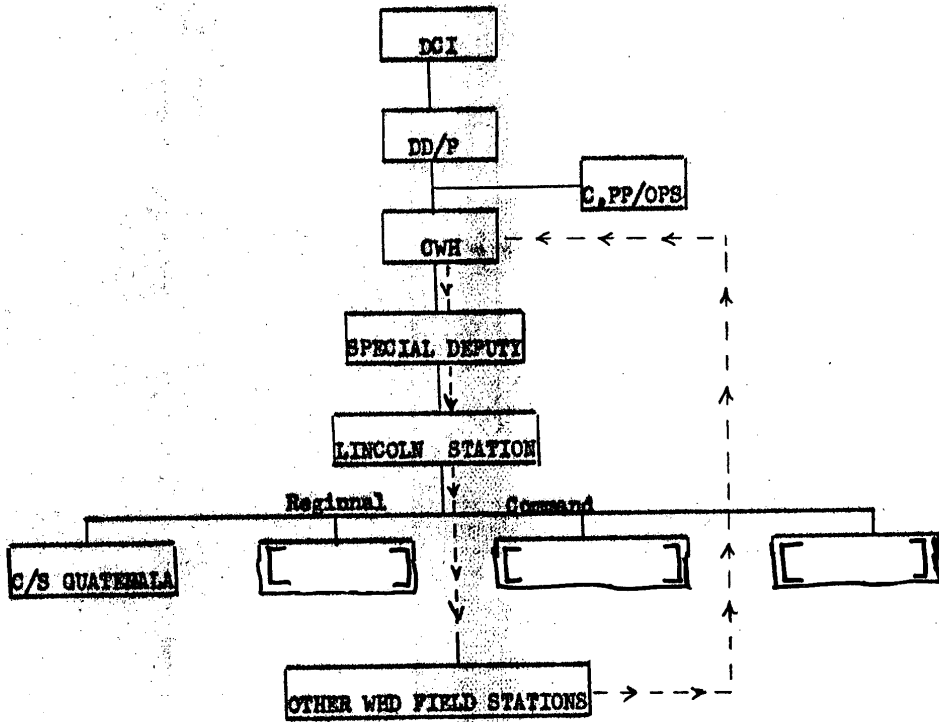 DCI
DD/P
C,PP/OPS
CWH
SPECIAL DEPUTY
LINCOLN STATION
Regional Command
C/S GUATEMALA
OTHER WHD FIELD STATIONS